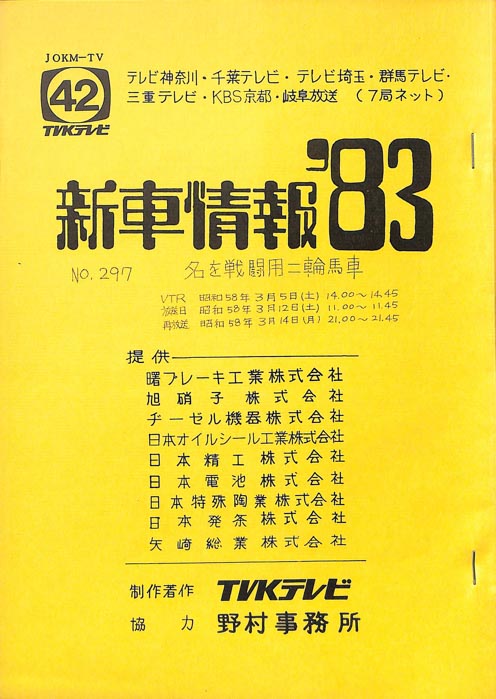 JOKM-TV
42
TVKテレビ
テレビ神奈川・千葉テレビ・テレビ埼玉・群馬テレビ・
三重テレビ・KBS京都・岐阜放送 (7局ネット)
新車情報'83
NO.297 名を戦闘用二輪馬車
VTR 昭和58年3月5日(土) 14.00~14.45
放送日 昭和58年3月12日(土) 11.00~11.45
再放送 昭和58年3月14日(月) 21.00~21.45
提供
曙ブレーキ工業株式会社
旭硝子株式会社
ヂーゼル機器株式会社
日本オイルシール工業株式会社
日本精工株式会社
日本電池株式会社
日本特殊陶業株式会社
日本発条株式会社
矢崎総業株式会社
制作著作 TVKテレビ
協力 野村事務所